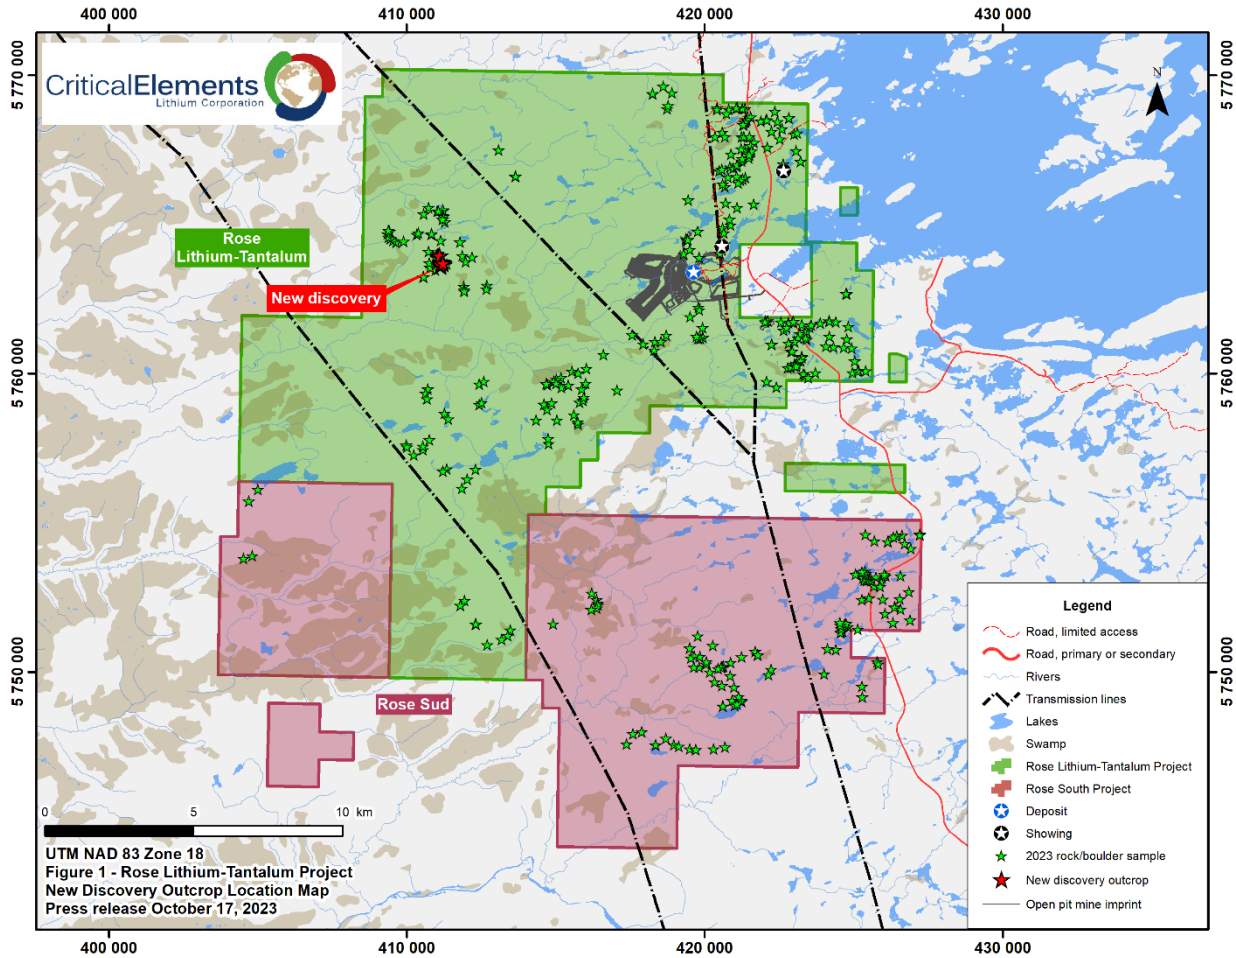 400 000
410 000
420 000
430 000
5 770 000
5 770 000
CriticalElements
Lithium Corporation
N
Rose
Lithium-Tantalum
New discovery
5 760 000
5 760 000
5 750 000
5 750 000
Rose Sud
Legend
Road, limited access
Road, primary or secondary
Rivers
Transmission lines
Lakes
Swamp
Rose Lithium-Tantalum Project
Rose South Project
Deposit
Showing
2023 rock/boulder sample
New discovery outcrop
Open pit mine imprint
0 5 10 km
UTM NAD 83 Zone 18
Figure 1 - Rose Lithium-Tantalum Project
New Discovery Outcrop Location Map
Press release October 17, 2023
400 000
410 000
420 000
430 000